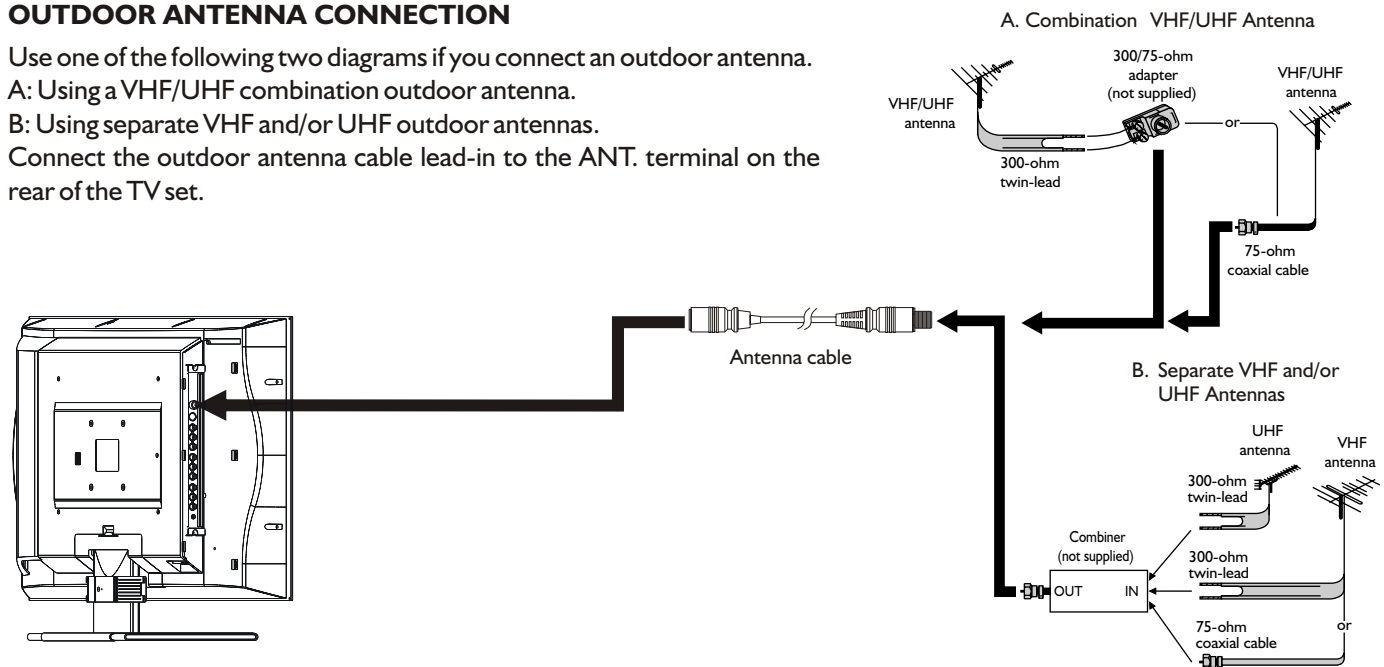 OUTDOOR ANTENNA CONNECTION
Use one of the following two diagrams if you connect an outdoor antenna.
A: Using a VHF/UHF combination outdoor antenna.
B: Using separate VHF and/or UHF outdoor antennas.
Connect the outdoor antenna cable lead-in to the ANT. terminal on the
rear of the TV set.
A. Combination VHF/UHF Antenna
300/75-ohm
adapter
(not supplied)
VHF/UHF
antenna
VHF/UHF
antenna
or
300-ohm
twin-lead
75-ohm
coaxial cable
Antenna cable
B. Separate VHF and/or
UHF Antennas
UHF
antenna
VHF
antenna
300-ohm
twin-lead
Combiner
(not supplied)
300-ohm
twin-lead
OUT IN
75-ohm
coaxial cable
or